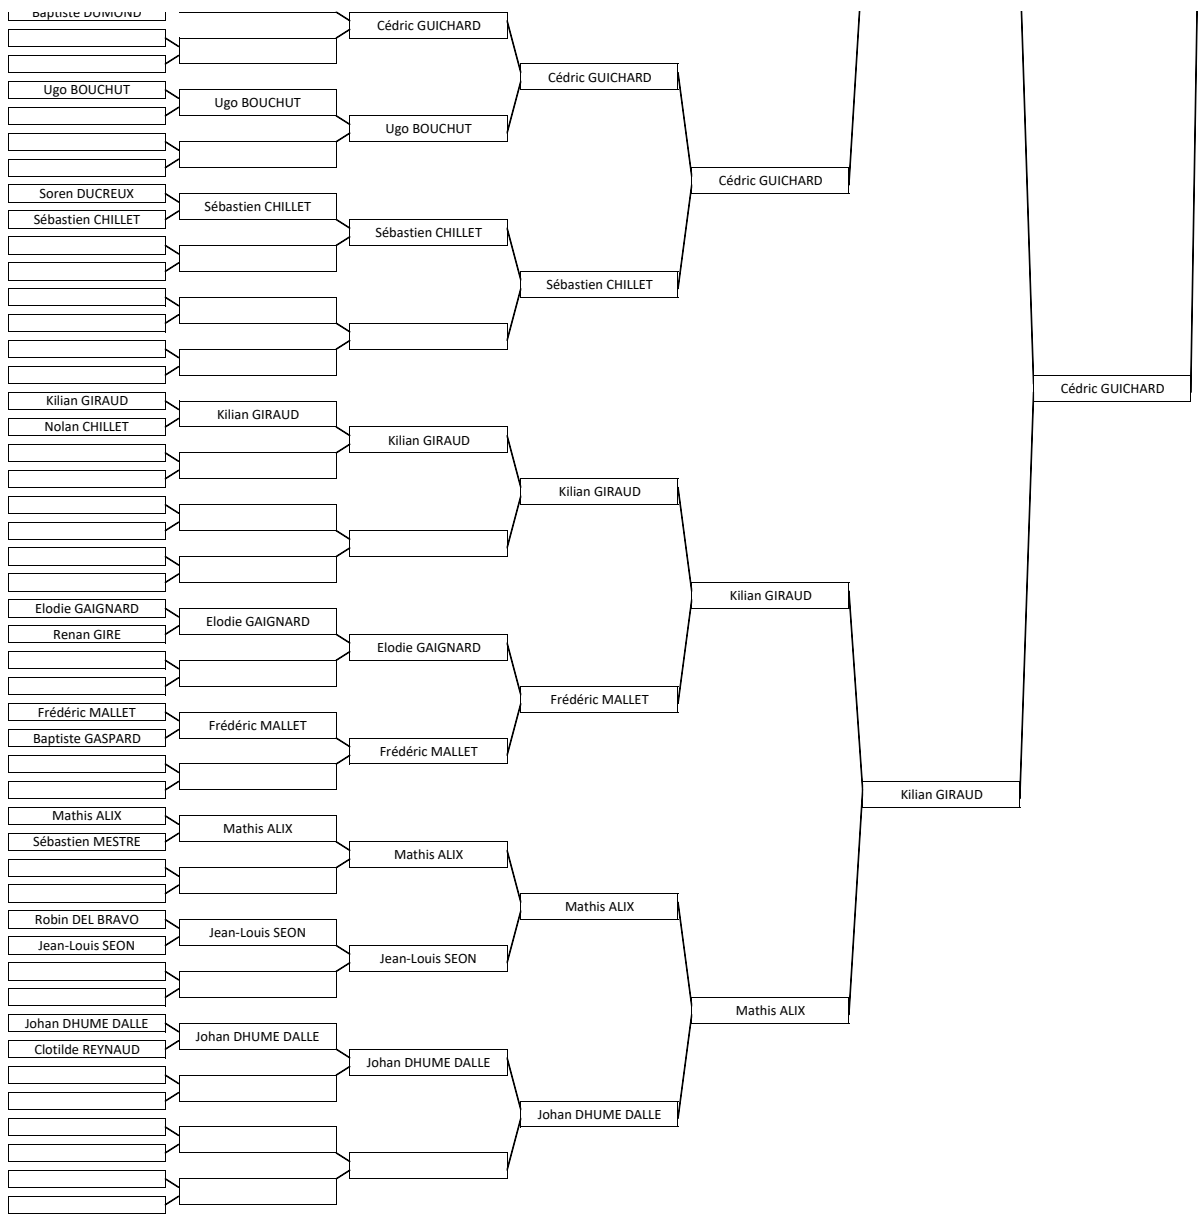 Baptiste DUMOND
Cédric GUICHARD
Cédric GUICHARD
Ugo BOUCHUT
Ugo BOUCHUT
Ugo BOUCHUT
Cédric GUICHARD
Soren DUCREUX
Sébastien CHILLET
Sébastien CHILLET
Sébastien CHILLET
Sébastien CHILLET
Cédric GUICHARD
Kilian GIRAUD
Kilian GIRAUD
Nolan CHILLET
Kilian GIRAUD
Kilian GIRAUD
Kilian GIRAUD
Elodie GAIGNARD
Elodie GAIGNARD
Renan GIRE
Elodie GAIGNARD
Frédéric MALLET
Frédéric MALLET
Frédéric MALLET
Baptiste GASPARD
Frédéric MALLET
Kilian GIRAUD
Mathis ALIX
Mathis ALIX
Sébastien MESTRE
Mathis ALIX
Mathis ALIX
Robin DEL BRAVO
Jean-Louis SEON
Jean-Louis SEON
Jean-Louis SEON
Mathis ALIX
Johan DHUME DALLE
Johan DHUME DALLE
Clotilde REYNAUD
Johan DHUME DALLE
Johan DHUME DALLE